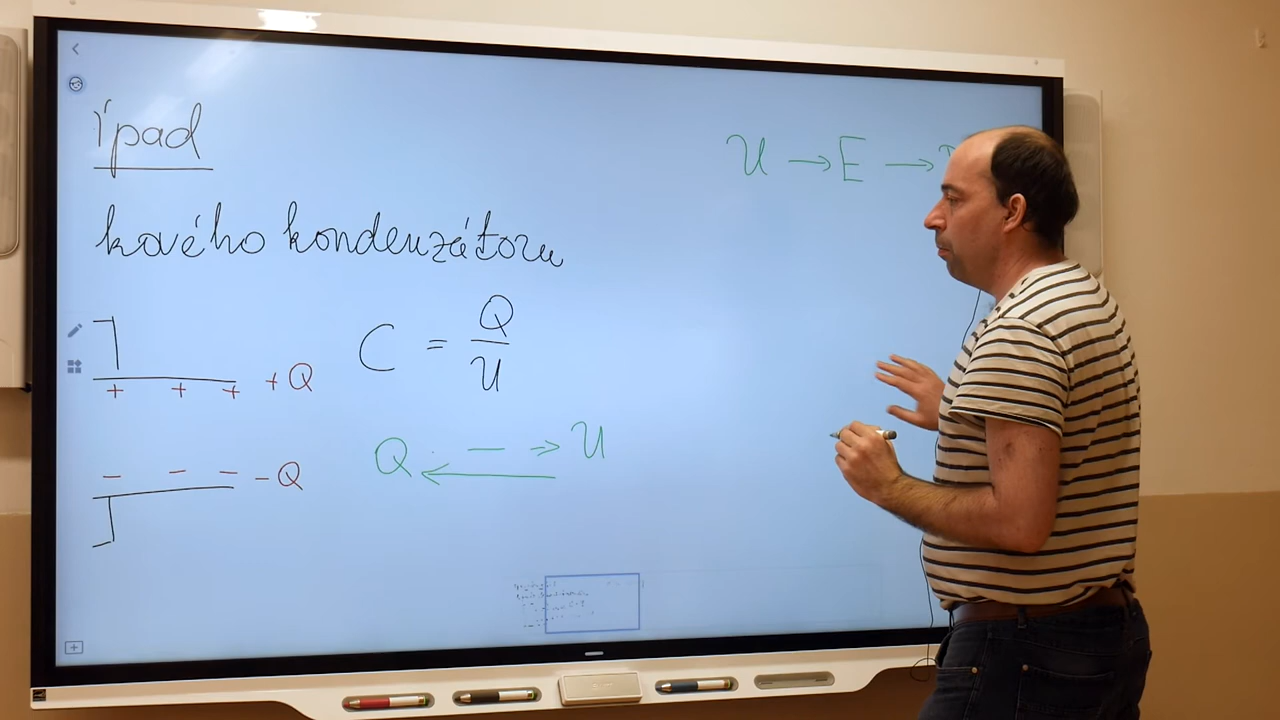 ípad
kového kondenzátoru
C = Q/U
+ + + +Q
− − − −Q
Q U
U → E →